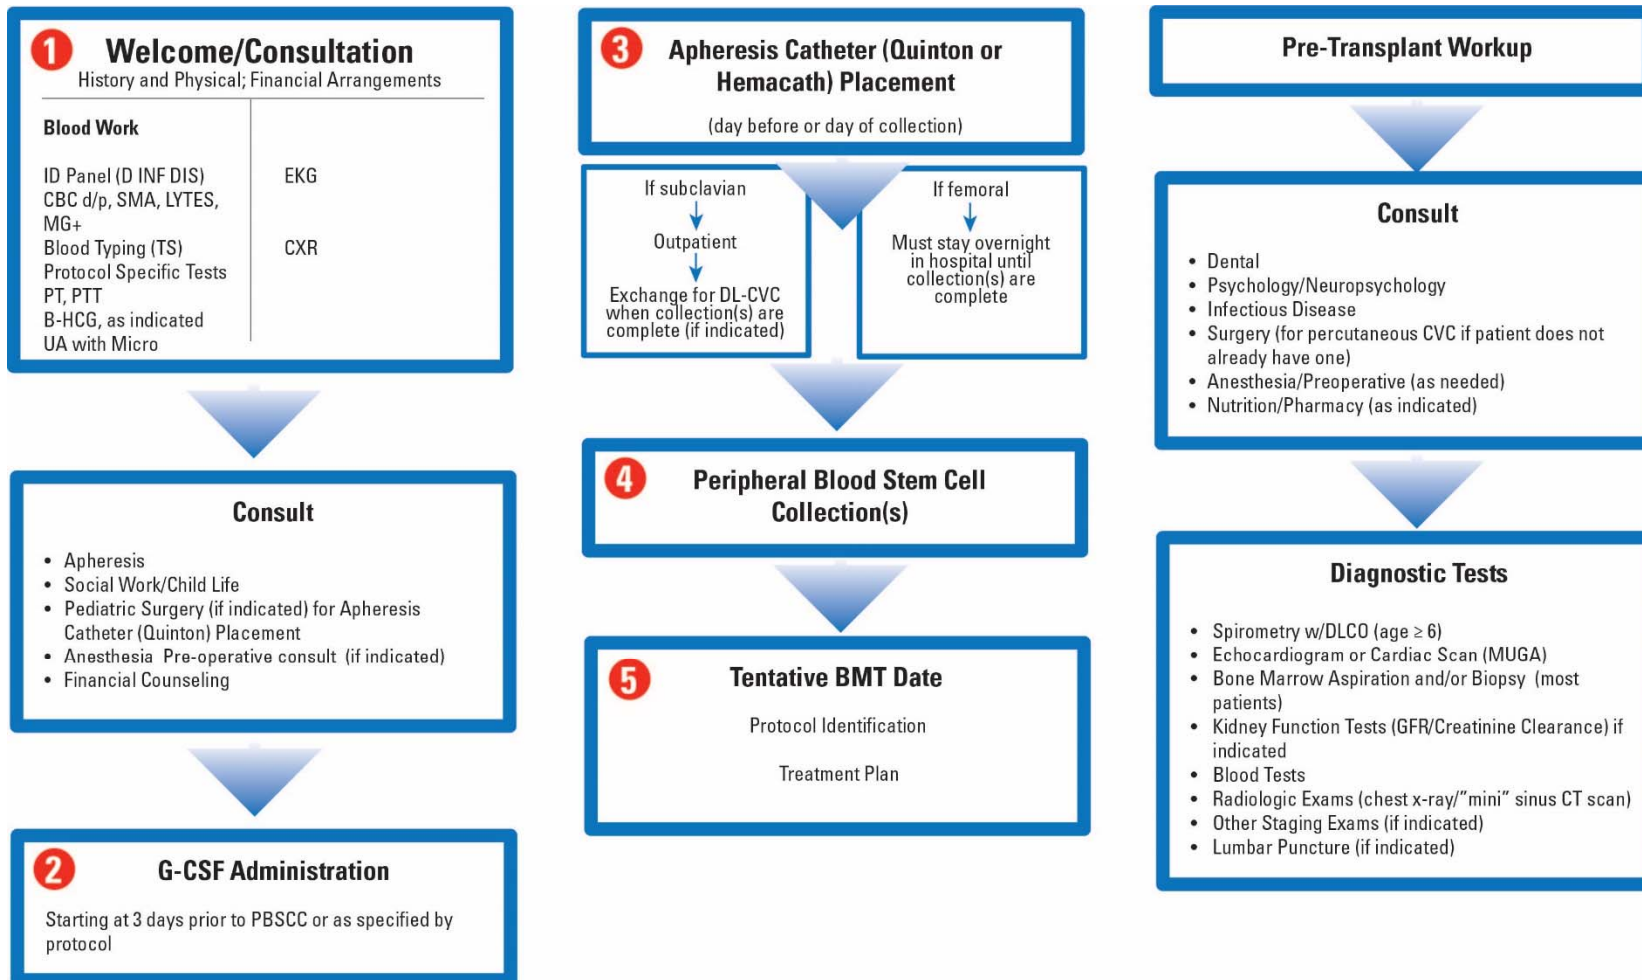 1
Welcome/Consultation
History and Physical; Financial Arrangements
Blood Work
ID Panel (D INF DIS)
CBC d/p, SMA, LYTES,
MG+
Blood Typing (TS)
Protocol Specific Tests
PT, PTT
B-HCG, as indicated
UA with Micro
EKG
CXR
Consult
• Apheresis
• Social Work/Child Life
• Pediatric Surgery (if indicated) for Apheresis
Catheter (Quinton) Placement
• Anesthesia Pre-operative consult (if indicated)
• Financial Counseling
2
G-CSF Administration
Starting at 3 days prior to PBSCC or as specified by
protocol
3
Apheresis Catheter (Quinton or
Hemacath) Placement
(day before or day of collection)
If subclavian
Outpatient
Exchange for DL-CVC
when collection(s) are
complete (if indicated)
If femoral
Must stay overnight
in hospital until
collection(s) are
complete
4
Peripheral Blood Stem Cell
Collection(s)
5
Tentative BMT Date
Protocol Identification
Treatment Plan
Pre-Transplant Workup
Consult
• Dental
• Psychology/Neuropsychology
• Infectious Disease
• Surgery (for percutaneous CVC if patient does not
already have one)
• Anesthesia/Preoperative (as needed)
• Nutrition/Pharmacy (as indicated)
Diagnostic Tests
• Spirometry w/DLCO (age ≥ 6)
• Echocardiogram or Cardiac Scan (MUGA)
• Bone Marrow Aspiration and/or Biopsy (most
patients)
• Kidney Function Tests (GFR/Creatinine Clearance) if
indicated
• Blood Tests
• Radiologic Exams (chest x-ray/”mini” sinus CT scan)
• Other Staging Exams (if indicated)
• Lumbar Puncture (if indicated)